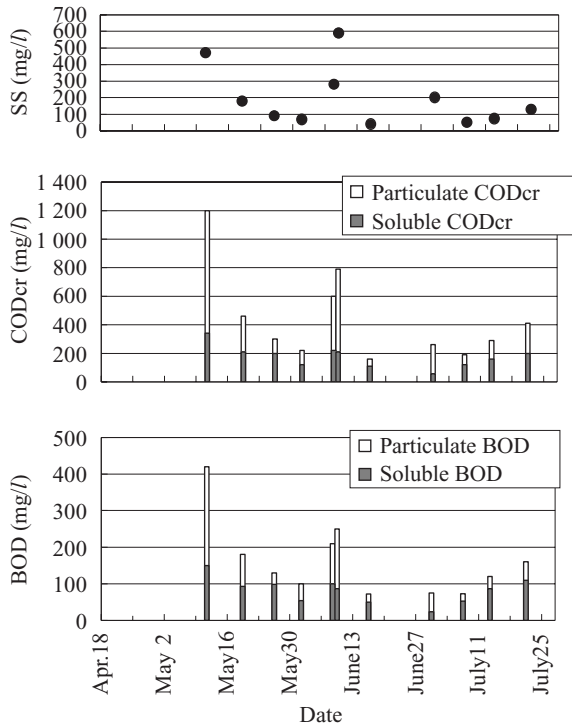 SS (mg/l)
700
600
500
400
300
200
100
0
CODcr (mg/l)
1 400
1 200
1 000
800
600
400
200
0
Particulate CODcr
Soluble CODcr
BOD (mg/l)
500
400
300
200
100
0
Particulate BOD
Soluble BOD
Apr.18
May 2
May16
May30
June13
June27
July11
July25
Date